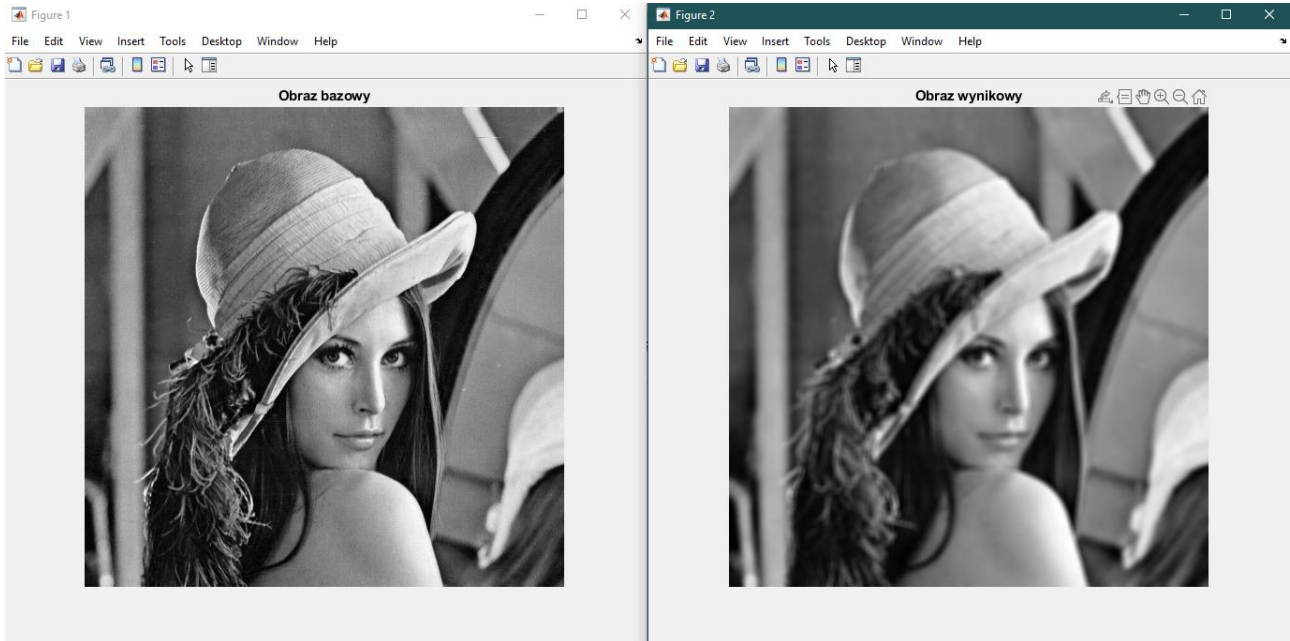 Figure 1
File Edit View Insert Tools Desktop Window Help
Obraz bazowy
Figure 2
File Edit View Insert Tools Desktop Window Help
Obraz wynikowy